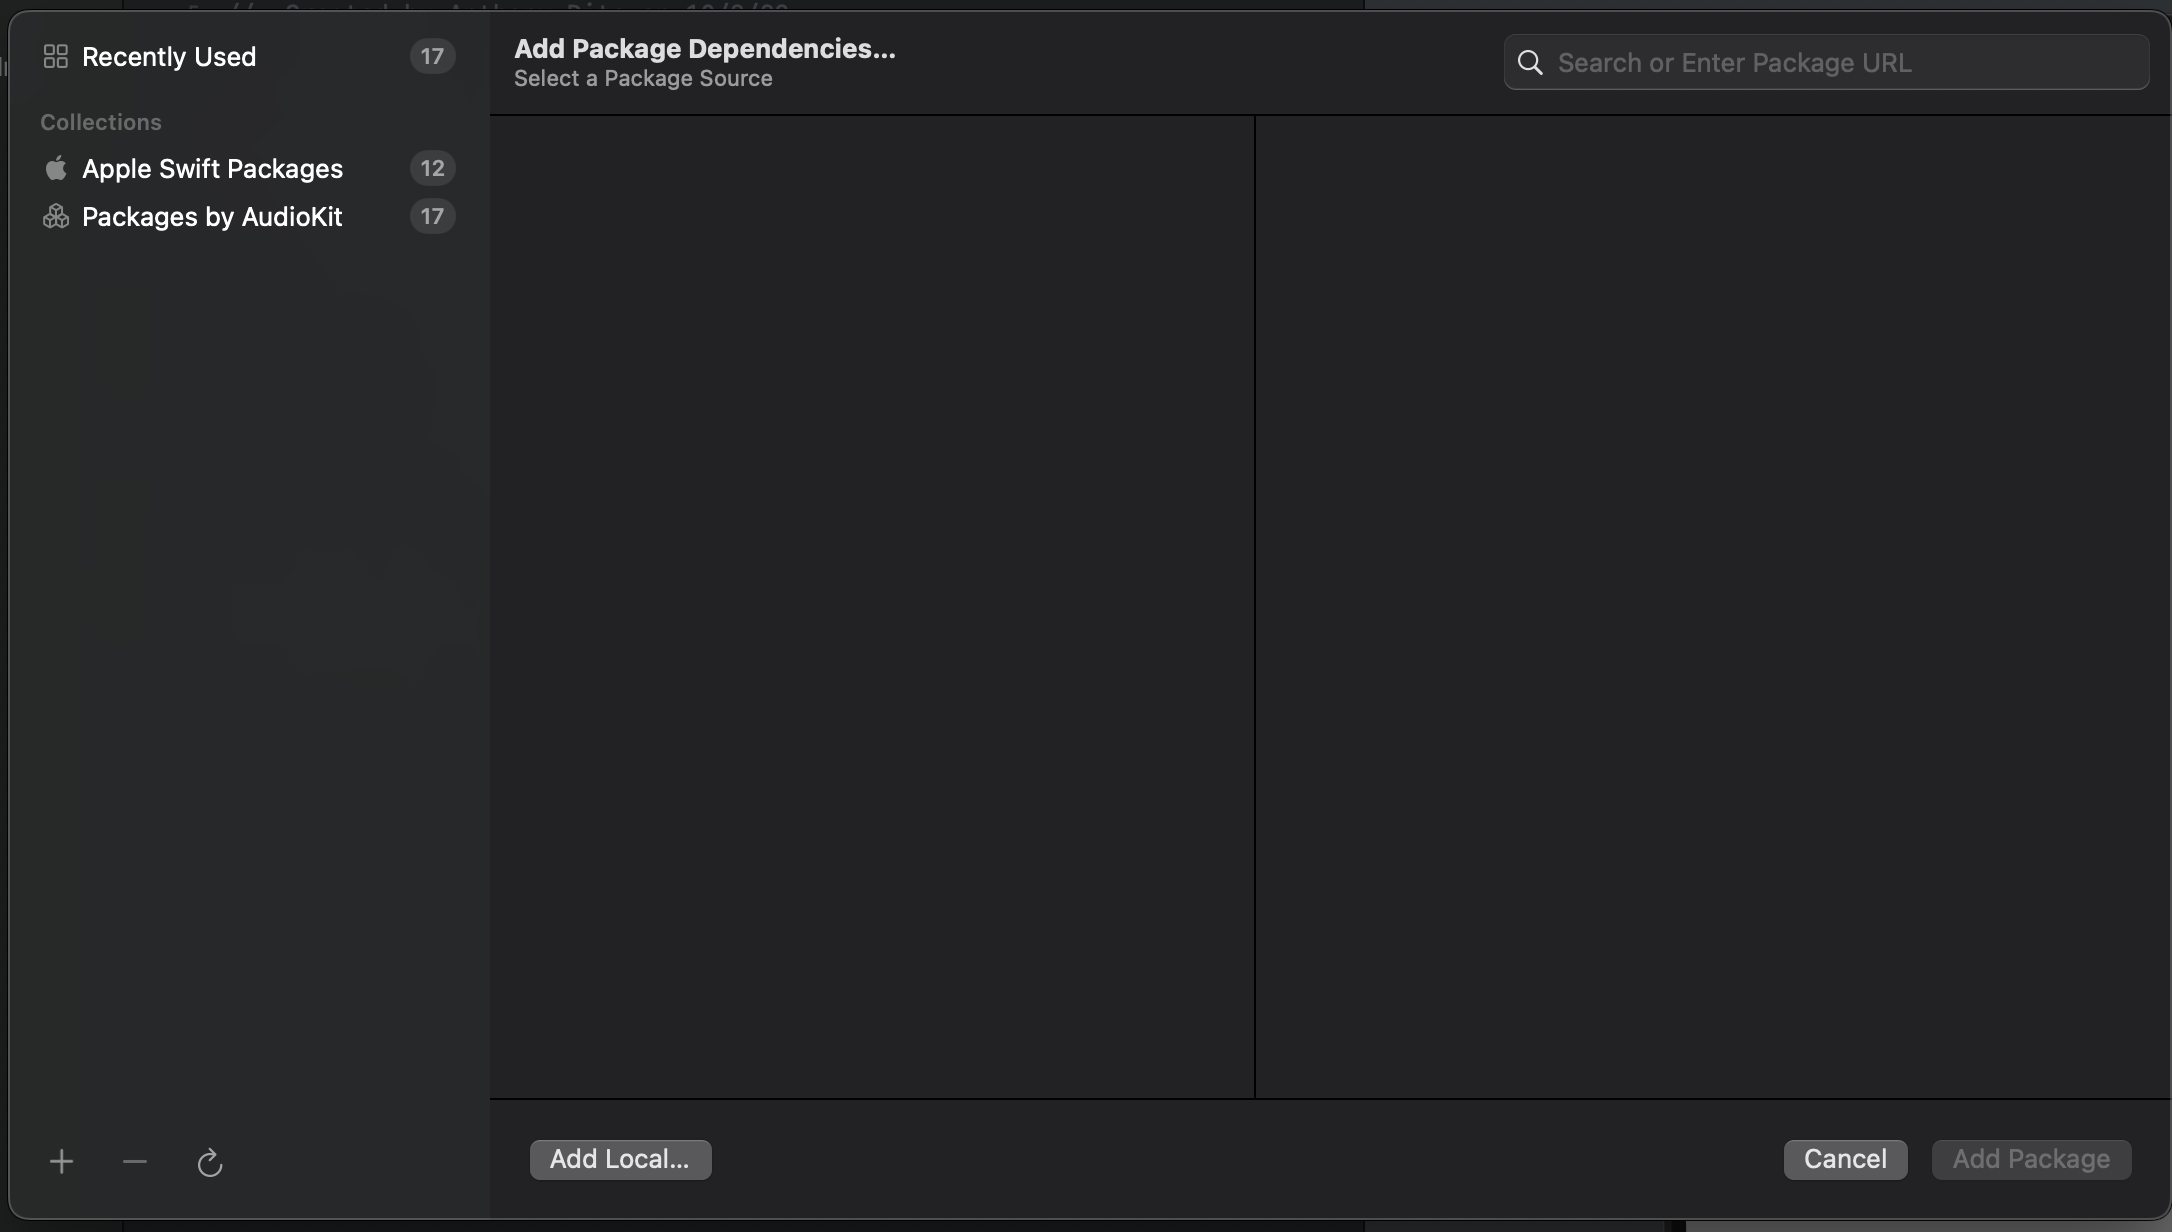 Recently Used 17
Collections
Apple Swift Packages 12
Packages by AudioKit 17
Add Package Dependencies...
Select a Package Source
Search or Enter Package URL
Add Local...
Cancel
Add Package